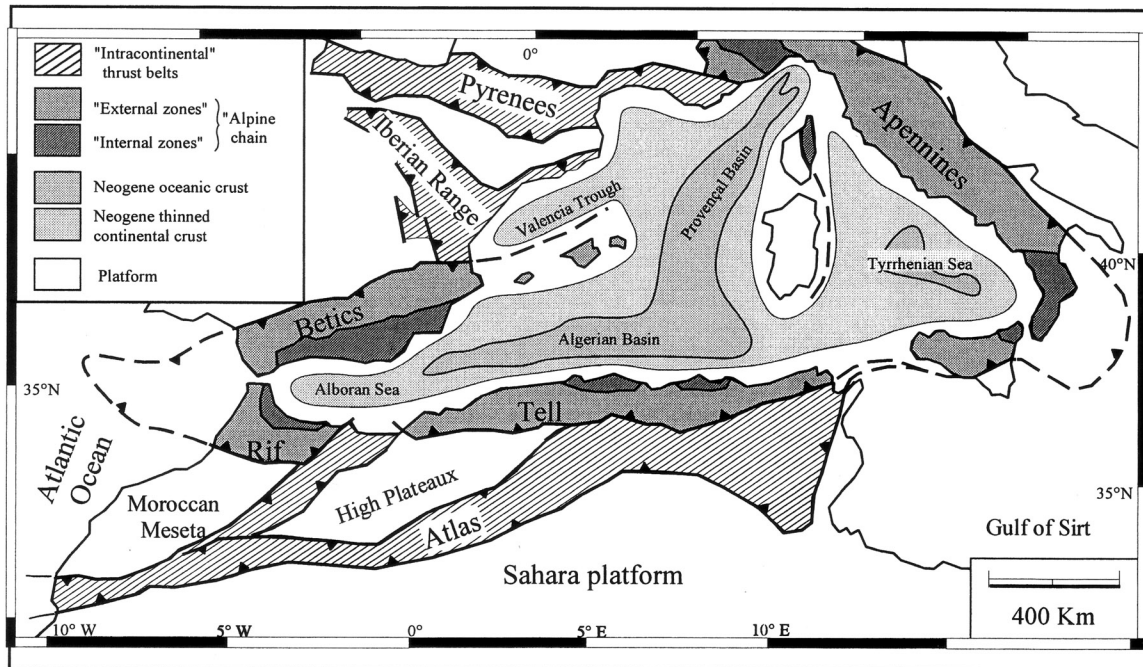 "Intracontinental"
thrust belts
"External zones"
"Internal zones"
"Alpine
chain
Neogene oceanic crust
Neogene thinned
continental crust
Platform
0°
Pyrenees
Iberian Range
Valencia Trough
Provençal Basin
Apennines
40°N
Tyrrhenian Sea
Betics
Algerian Basin
Alboran Sea
35°N
Tell
Rif
Atlantic
Ocean
Moroccan
Meseta
High Plateaux
Atlas
35°N
Gulf of Sirt
Sahara platform
400 Km
10° W
5° W
0°
5° E
10° E